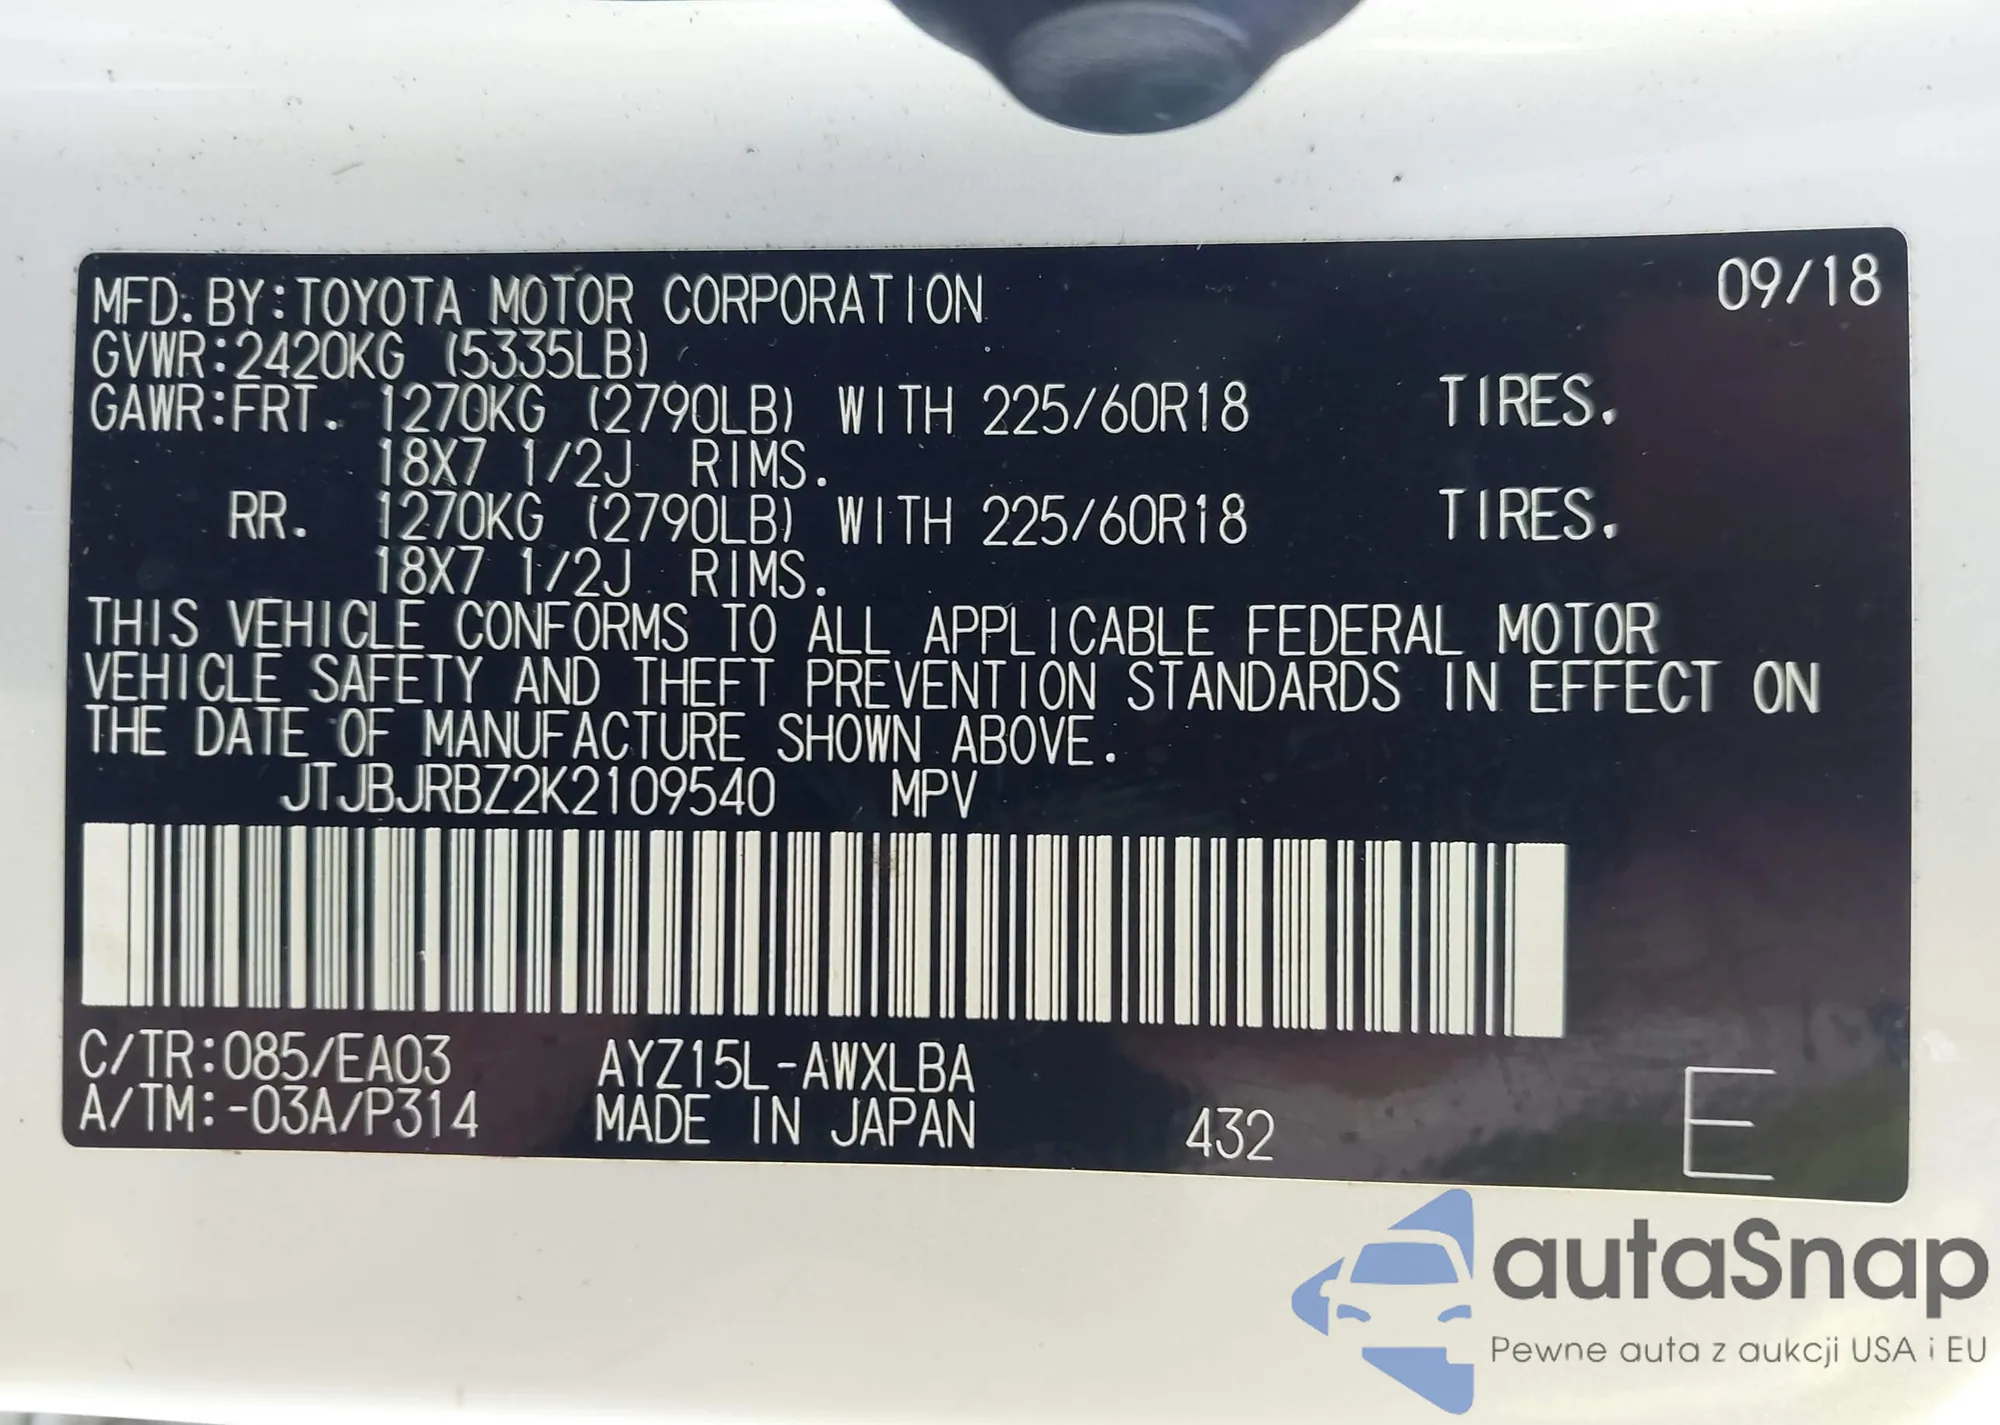 09/18
MFD. BY:TOYOTA MOTOR CORPORATION
GVWR:2420KG (5335LB)
GAWR:FRT. 1270KG (2790LB) WITH 225/60R18 TIRES.
18X7 1/2J RIMS.
RR. 1270KG (2790LB) WITH 225/60R18 TIRES.
18X7 1/2J RIMS.
THIS VEHICLE CONFORMS TO ALL APPLICABLE FEDERAL MOTOR
VEHICLE SAFETY AND THEFT PREVENTION STANDARDS IN EFFECT ON
THE DATE OF MANUFACTURE SHOWN ABOVE.
JTJBJRBZ2K2109540 MPV
C/TR:085/EA03 AYZ15L-AWXLBA
A/TM:-03A/P314 MADE IN JAPAN 432 E
autaSnap
Pewne auta z aukcji USA i EU